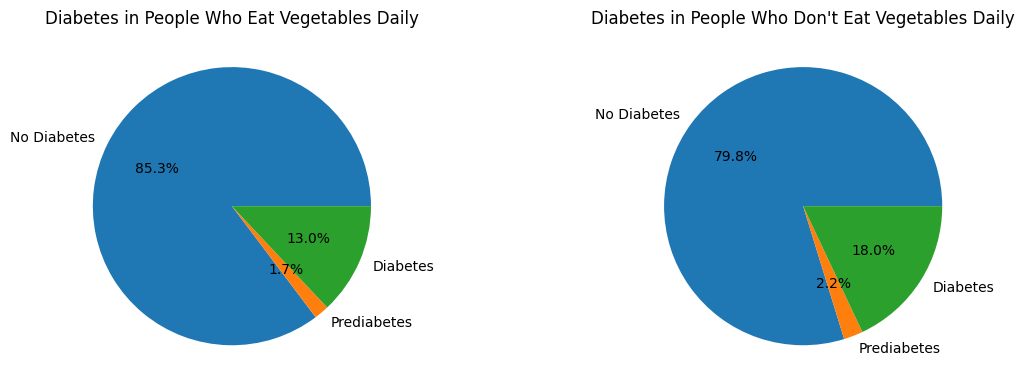 Diabetes in People Who Eat Vegetables Daily
No Diabetes
85.3%
13.0%
1.7%
Diabetes
Prediabetes
Diabetes in People Who Don't Eat Vegetables Daily
No Diabetes
79.8%
18.0%
2.2%
Diabetes
Prediabetes